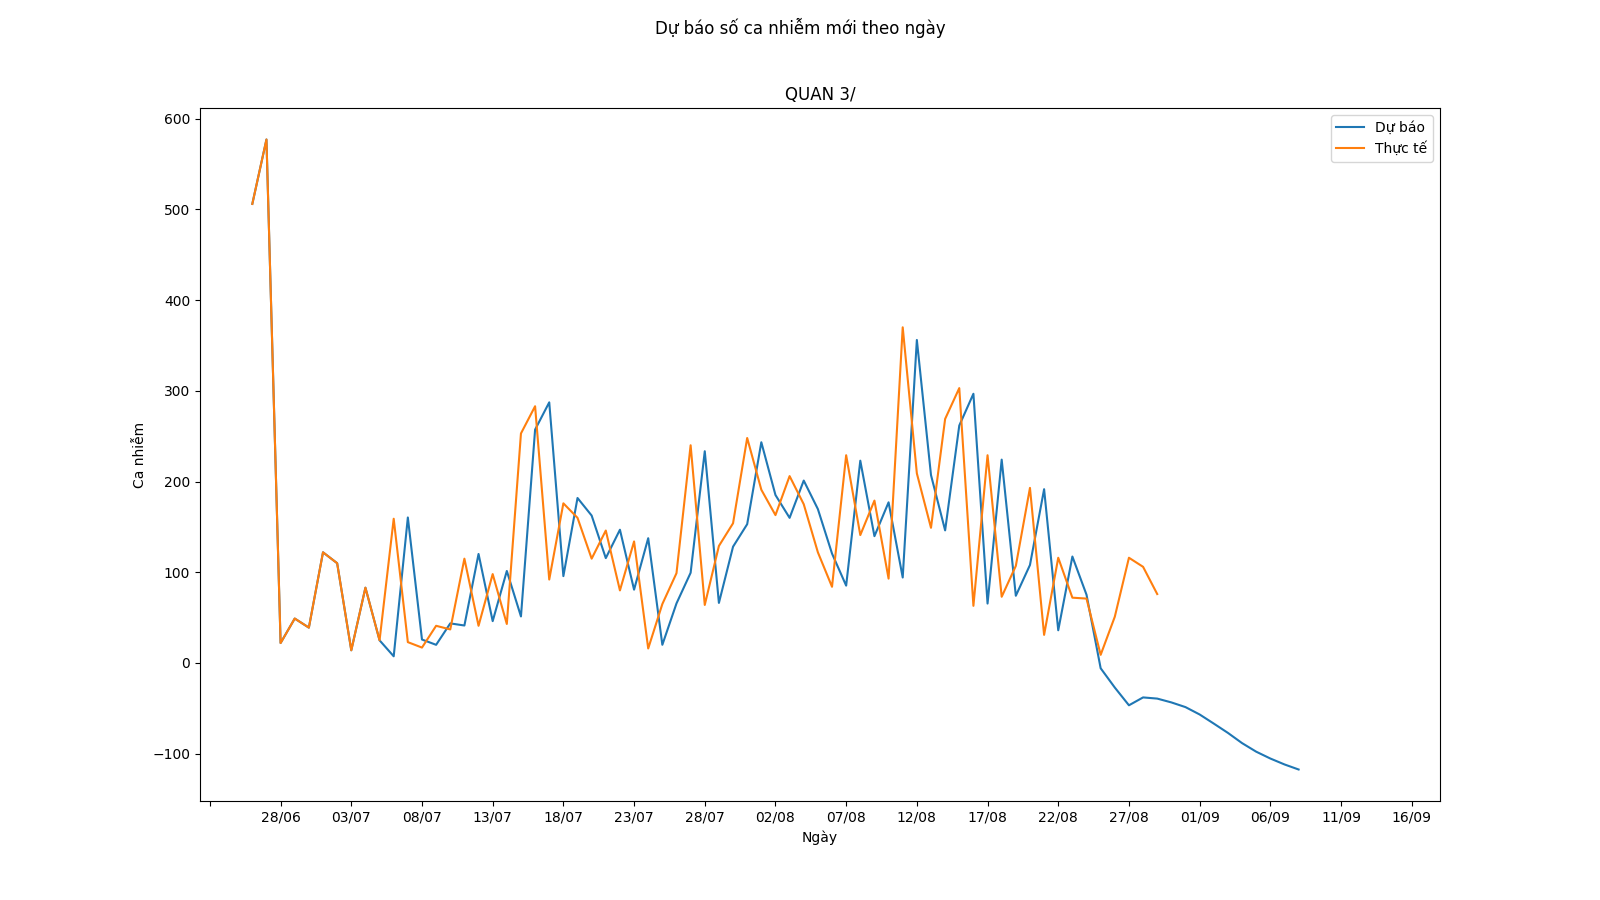 Dự báo số ca nhiễm mới theo ngày
QUAN 3/
Dự báo
Thực tế
600
500
400
300
200
100
0
−100
Ca nhiễm
28/06 03/07 08/07 13/07 18/07 23/07 28/07 02/08 07/08 12/08 17/08 22/08 27/08 01/09 06/09 11/09 16/09
Ngày